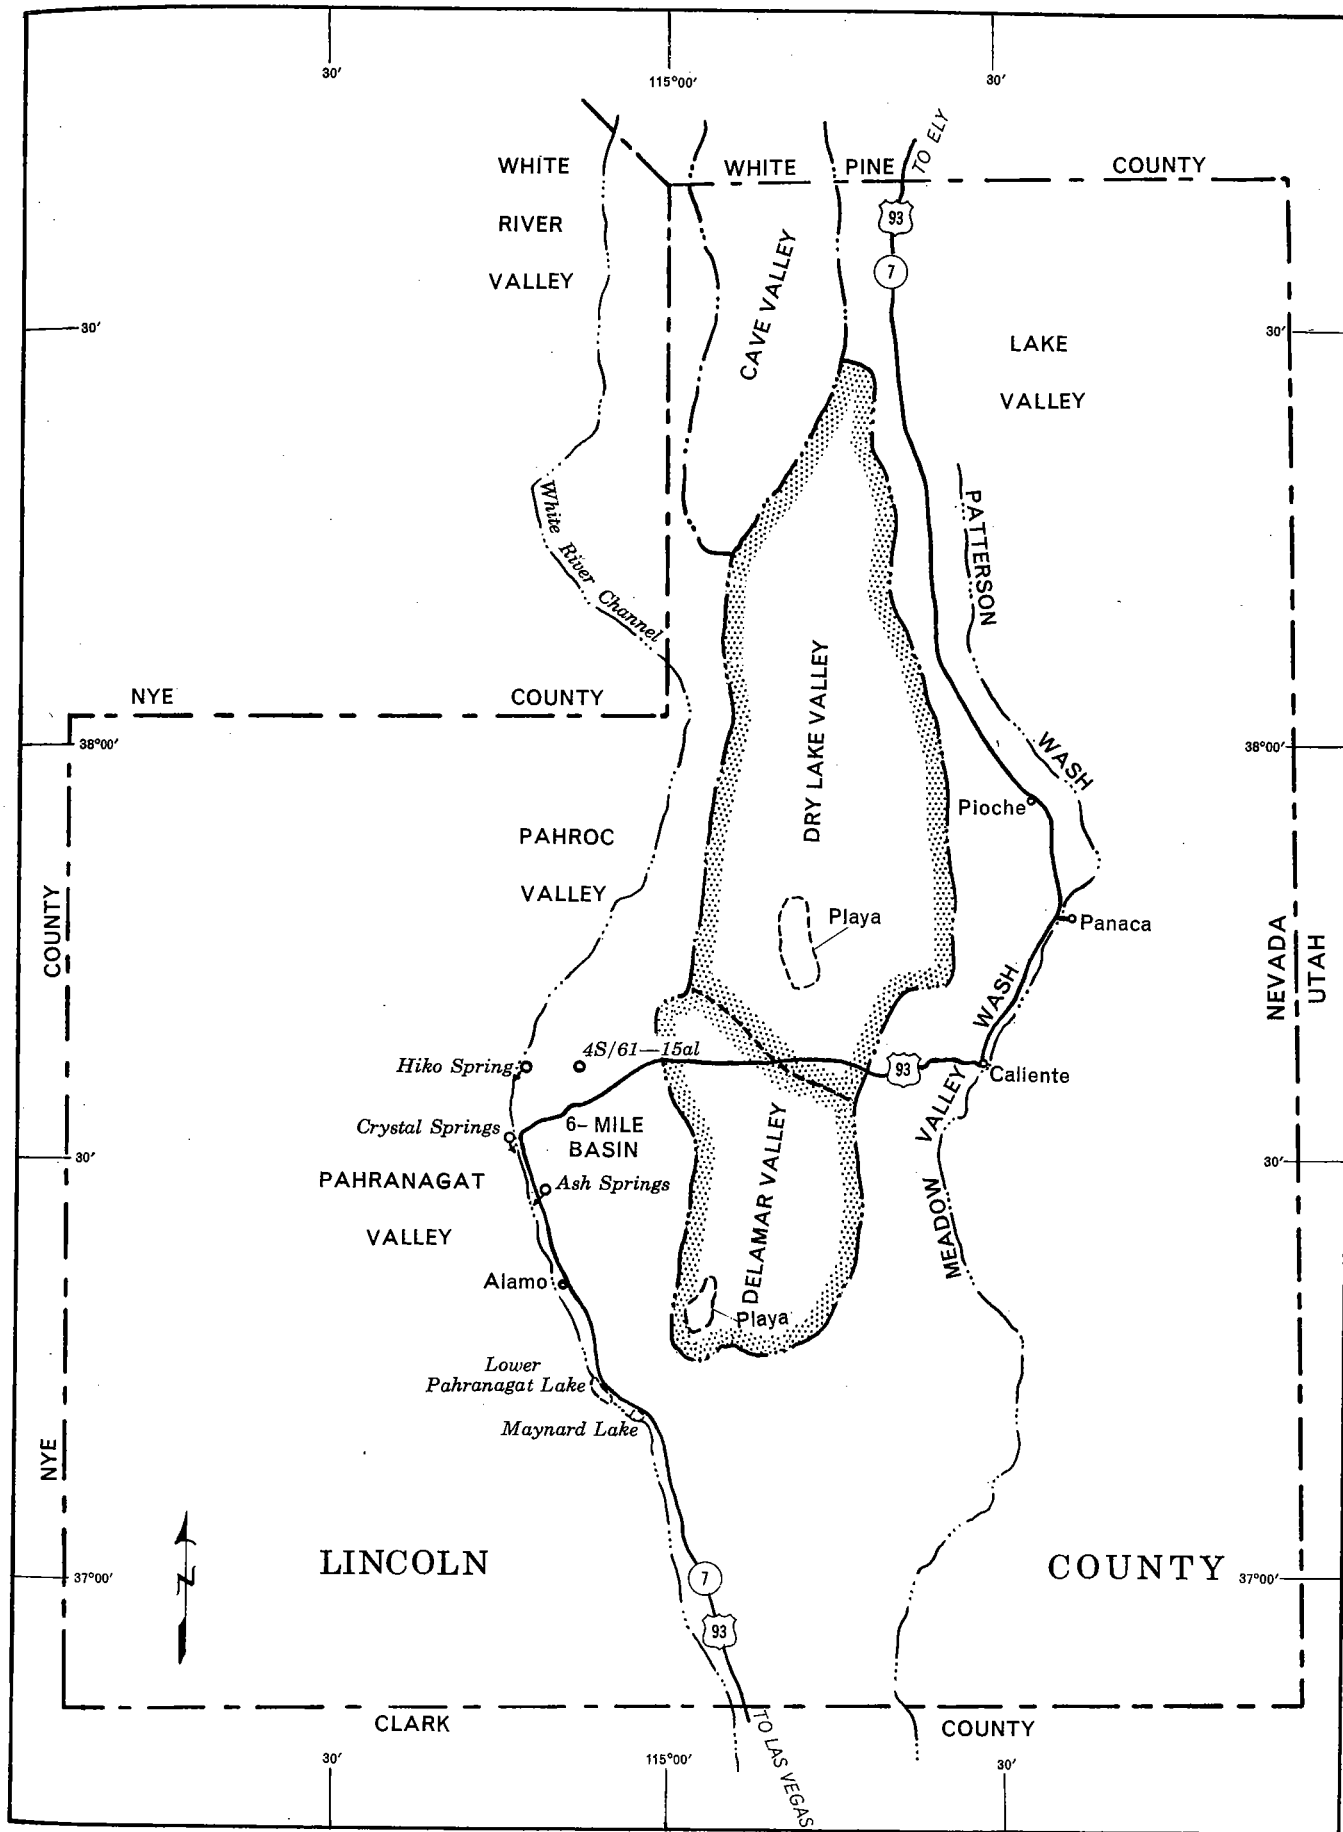 30′
115°00′
30′
TO ELY
WHITE
RIVER
VALLEY
WHITE PINE COUNTY
93
7
CAVE VALLEY
30′
30′
LAKE
VALLEY
White River Channel
PATTERSON
WASH
NYE COUNTY
38°00′
38°00′
DRY LAKE VALLEY
Pioche
PAHROC
VALLEY
Playa
Panaca
COUNTY
NEVADA
UTAH
WASH
4S/61—15a1
Hiko Spring
93
Caliente
Crystal Springs
6- MILE
BASIN
VALLEY
30′
30′
PAHRANAGAT
VALLEY
Ash Springs
DELAMAR VALLEY
MEADOW
Alamo
Playa
Lower
Pahranagat Lake
Maynard Lake
NYE
N
LINCOLN
COUNTY
37°00′
37°00′
7
93
CLARK
COUNTY
TO LAS VEGAS
30′
115°00′
30′